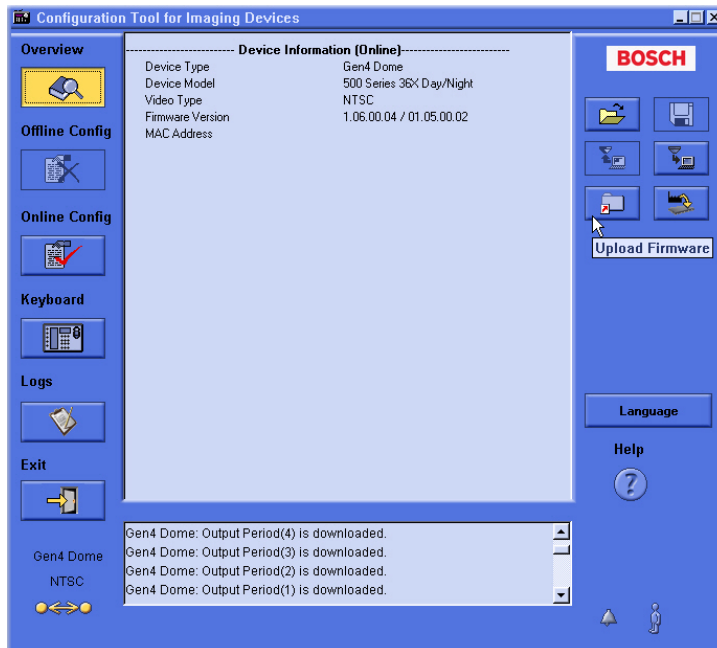 Configuration Tool for Imaging Devices
Overview
Offline Config
Online Config
Keyboard
Logs
Exit
Gen4 Dome
NTSC
------------------------- Device Information (Online)-------------------------
Device Type Gen4 Dome
Device Model 500 Series 36X Day/Night
Video Type NTSC
Firmware Version 1.06.00.04 / 01.05.00.02
MAC Address
Gen4 Dome: Output Period(4) is downloaded.
Gen4 Dome: Output Period(3) is downloaded.
Gen4 Dome: Output Period(2) is downloaded.
Gen4 Dome: Output Period(1) is downloaded.
BOSCH
Upload Firmware
Language
Help
?